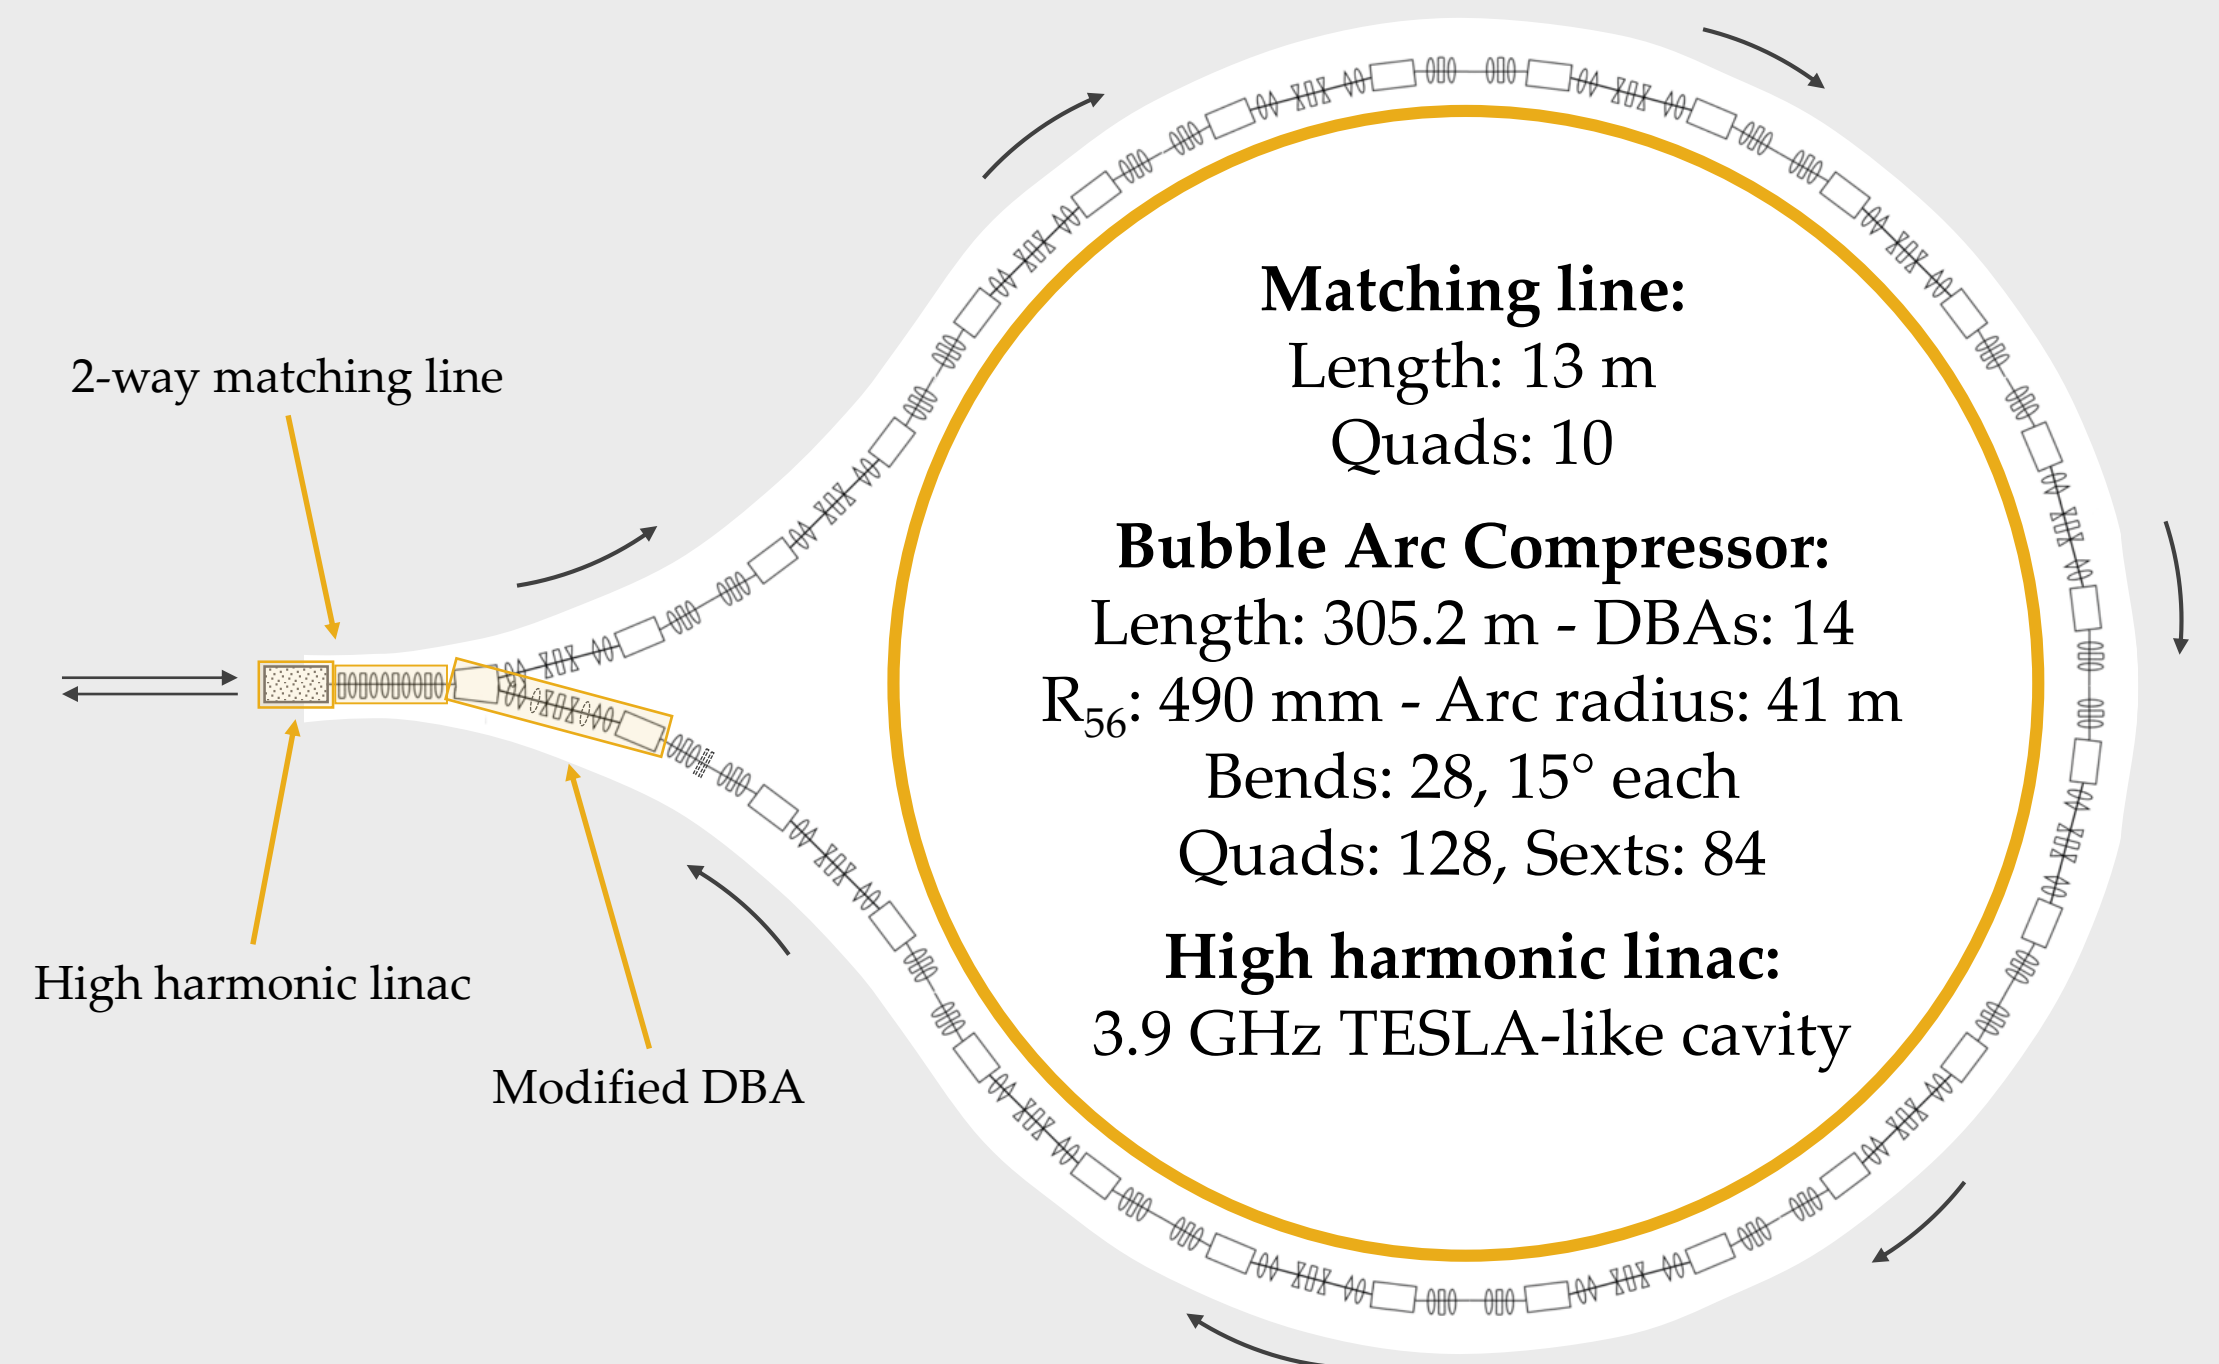 2-way matching line
High harmonic linac
Modified DBA
Matching line:
Length: 13 m
Quads: 10
Bubble Arc Compressor:
Length: 305.2 m - DBAs: 14
R₅₆: 490 mm - Arc radius: 41 m
Bends: 28, 15° each
Quads: 128, Sexts: 84
High harmonic linac:
3.9 GHz TESLA-like cavity